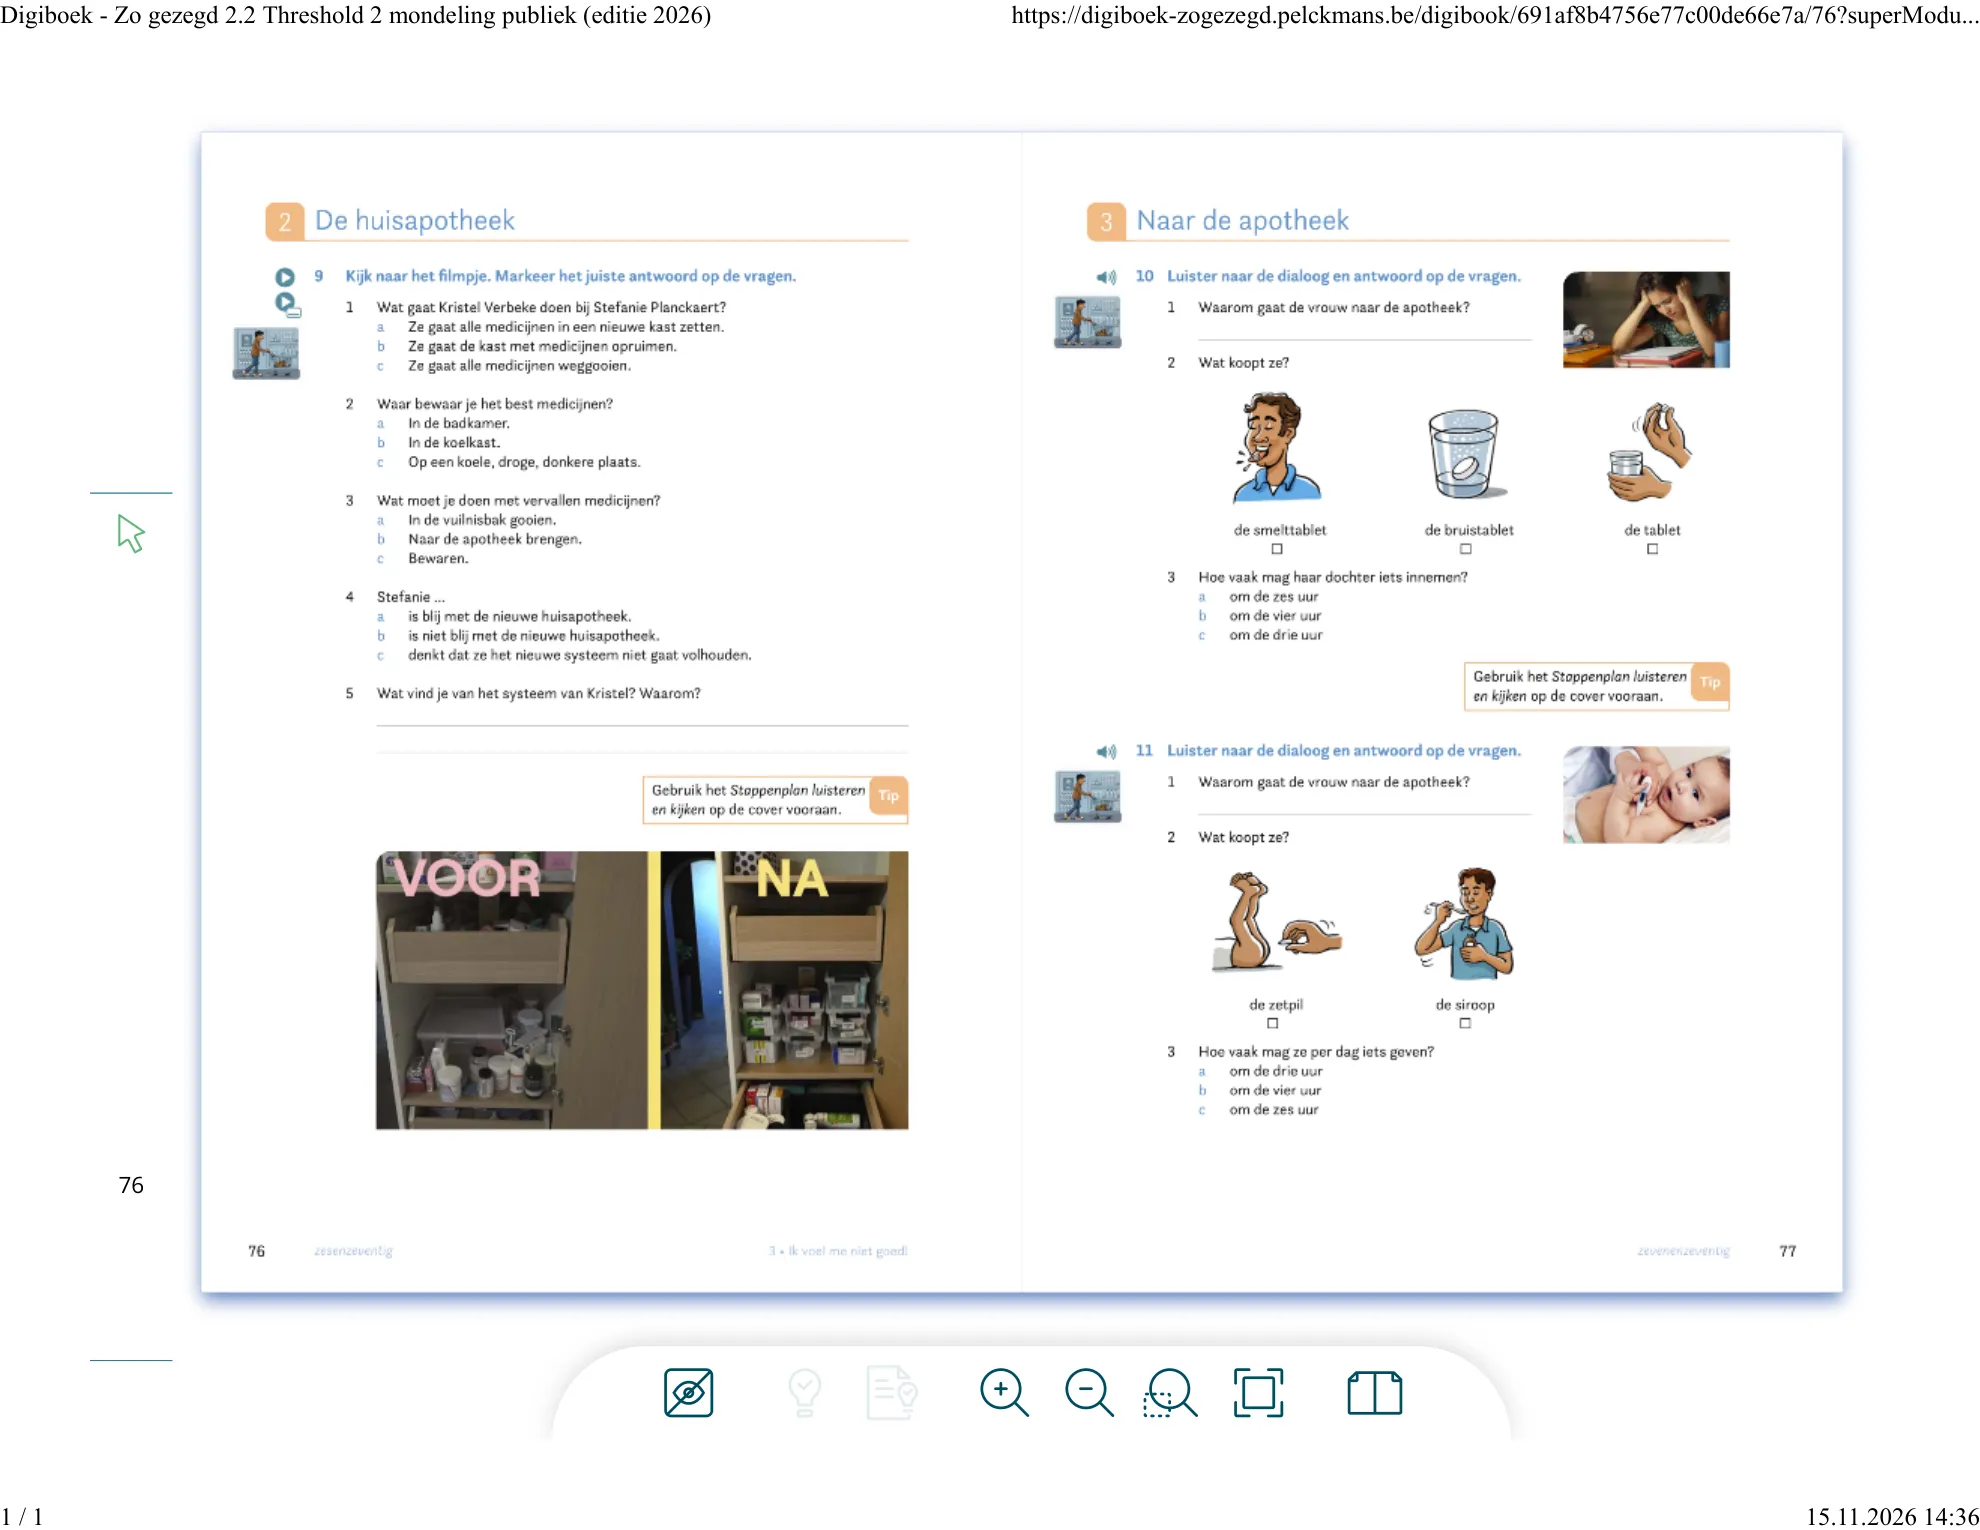 Digiboek - Zo gezegd 2.2 Threshold 2 mondeling publiek (editie 2026)
https://digiboek-zogezegd.pelckmans.be/digibook/691af8b4756e77c00de66e7a/76?superModu...
2 De huisapotheek
9 Kijk naar het filmpje. Markeer het juiste antwoord op de vragen.
1 Wat gaat Kristel Verbeke doen bij Stefanie Planckaert?
a Ze gaat alle medicijnen in een nieuwe kast zetten.
b Ze gaat de kast met medicijnen opruimen.
c Ze gaat alle medicijnen weggooien.
2 Waar bewaar je het best medicijnen?
a In de badkamer.
b In de koelkast.
c Op een koele, droge, donkere plaats.
3 Wat moet je doen met vervallen medicijnen?
a In de vuilnisbak gooien.
b Naar de apotheek brengen.
c Bewaren.
4 Stefanie ...
a is blij met de nieuwe huisapotheek.
b is niet blij met de nieuwe huisapotheek.
c denkt dat ze het nieuwe systeem niet gaat volhouden.
5 Wat vind je van het systeem van Kristel? Waarom?
Gebruik het Stappenplan luisteren
en kijken op de cover vooraan.
Tip
VOOR
NA
76 zesenzeventig
3 • Ik voel me niet goed!
3 Naar de apotheek
10 Luister naar de dialoog en antwoord op de vragen.
1 Waarom gaat de vrouw naar de apotheek?
2 Wat koopt ze?
de smelttablet
de bruistablet
de tablet
3 Hoe vaak mag haar dochter iets innemen?
a om de zes uur
b om de vier uur
c om de drie uur
Gebruik het Stappenplan luisteren
en kijken op de cover vooraan.
Tip
11 Luister naar de dialoog en antwoord op de vragen.
1 Waarom gaat de vrouw naar de apotheek?
2 Wat koopt ze?
de zetpil
de siroop
3 Hoe vaak mag ze per dag iets geven?
a om de drie uur
b om de vier uur
c om de zes uur
zevenenzeventig 77
76
1 / 1
15.11.2026 14:36